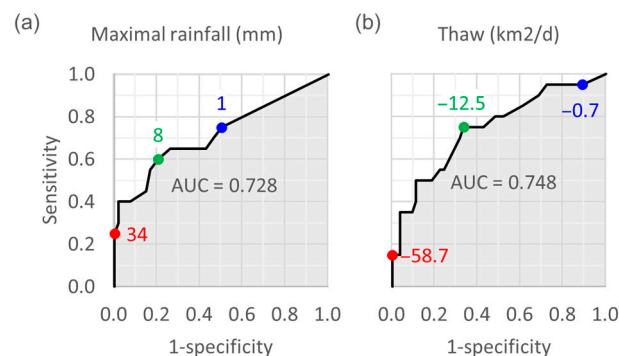 (a)
Maximal rainfall (mm)
(b)
Thaw (km2/d)
Sensitivity
1.0
0.8
0.6
0.4
0.2
0.0
1
8
34
AUC = 0.728
−12.5
−0.7
−58.7
AUC = 0.748
0.0 0.2 0.4 0.6 0.8 1.0
0.0 0.2 0.4 0.6 0.8 1.0
1-specificity
1-specificity